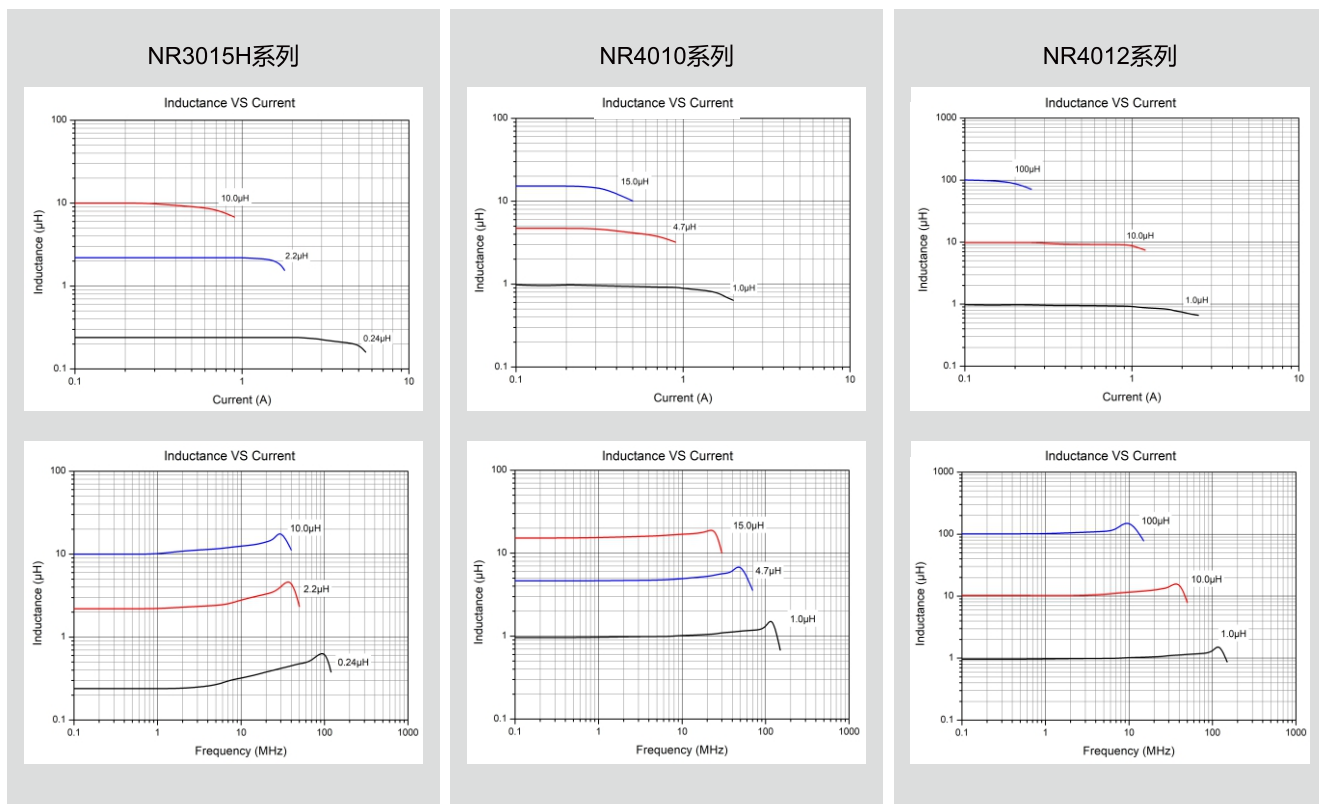 NR3015H系列
Inductance VS Current
100
10
1
0.1
Inductance (μH)
10.0μH
2.2μH
0.24μH
0.1
1
10
Current (A)
Inductance VS Current
100
10
1
0.1
Inductance (μH)
10.0μH
2.2μH
0.24μH
0.1
1
10
100
1000
Frequency (MHz)
NR4010系列
Inductance VS Current
100
10
1
0.1
Inductance (μH)
15.0μH
4.7μH
1.0μH
0.1
1
10
Current (A)
Inductance VS Current
100
10
1
0.1
Inductance (μH)
15.0μH
4.7μH
1.0μH
0.1
1
10
100
1000
Frequency (MHz)
NR4012系列
Inductance VS Current
1000
100
10
1
0.1
Inductance (μH)
100μH
10.0μH
1.0μH
0.1
1
10
Current (A)
Inductance VS Current
1000
100
10
1
0.1
Inductance (μH)
100μH
10.0μH
1.0μH
0.1
1
10
100
1000
Frequency (MHz)